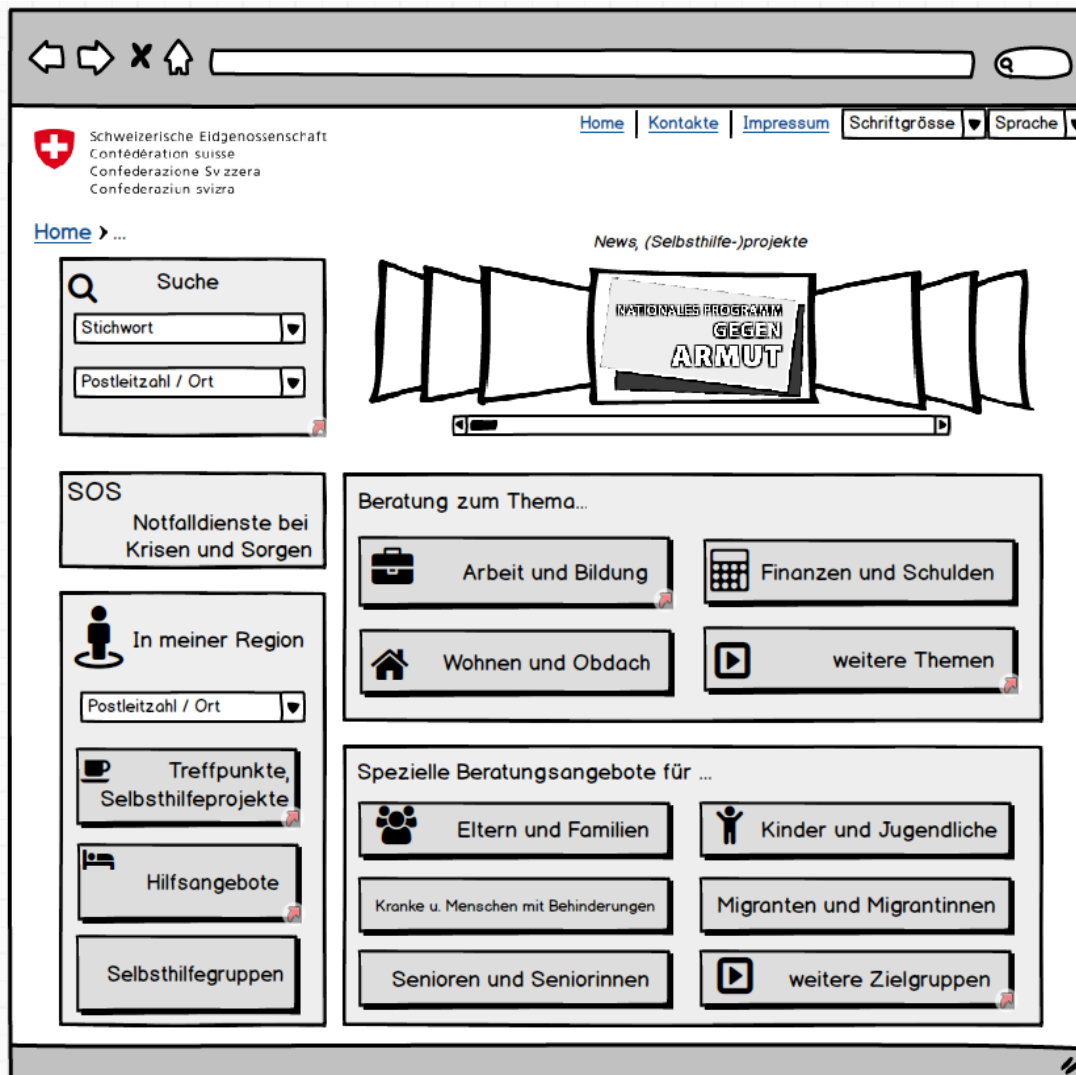 Home Kontakte Impressum Schriftgrösse Sprache
Schweizerische Eidgenossenschaft
Confédération suisse
Confederazione Svizzera
Confederaziun svizra
Home › ...
News, (Selbsthilfe-)projekte
NATIONALES PROGRAMM
GEGEN
ARMUT
Suche
Stichwort
Postleitzahl / Ort
SOS
Notfalldienste bei
Krisen und Sorgen
In meiner Region
Postleitzahl / Ort
Treffpunkte,
Selbsthilfeprojekte
Hilfsangebote
Selbsthilfegruppen
Beratung zum Thema...
Arbeit und Bildung
Finanzen und Schulden
Wohnen und Obdach
weitere Themen
Spezielle Beratungsangebote für ...
Eltern und Familien
Kinder und Jugendliche
Kranke u. Menschen mit Behinderungen
Migranten und Migrantinnen
Senioren und Seniorinnen
weitere Zielgruppen